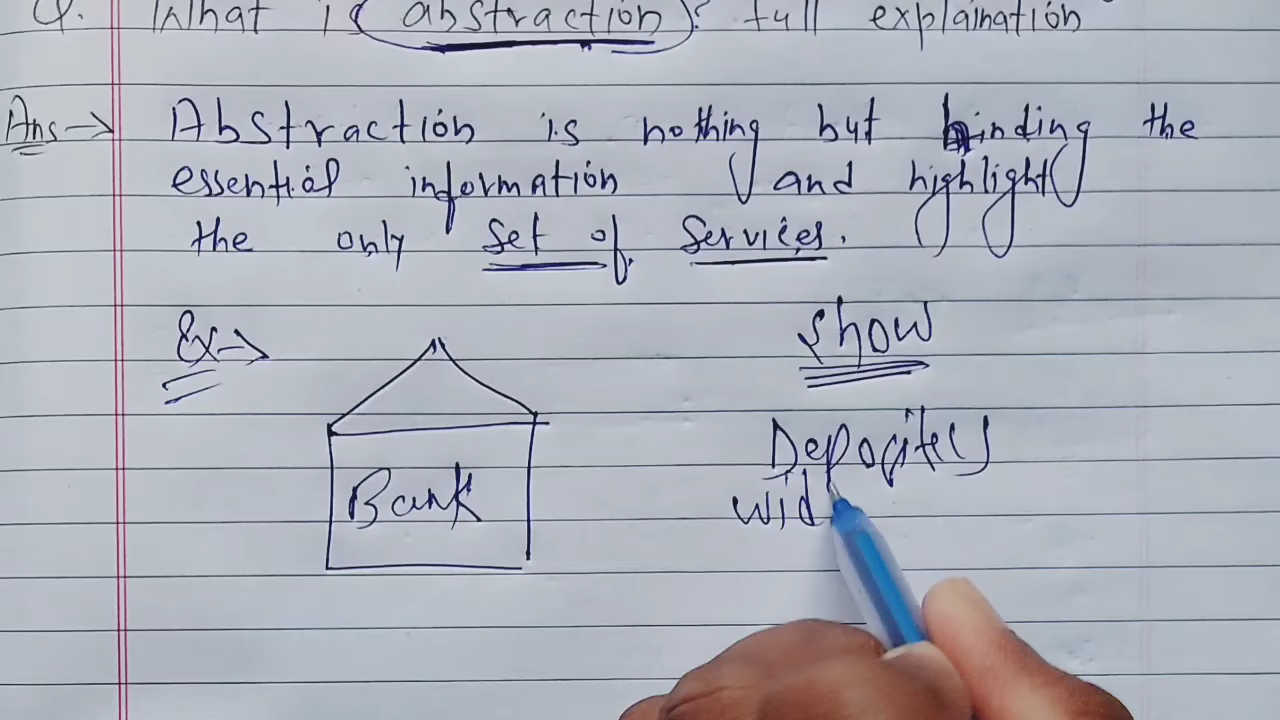 Q. What is abstraction? full explaination
Ans→ Abstraction is nothing but hinding the
essential information and highlight
the only set of services.
Ex→
show
Bank
Deposite()
wid